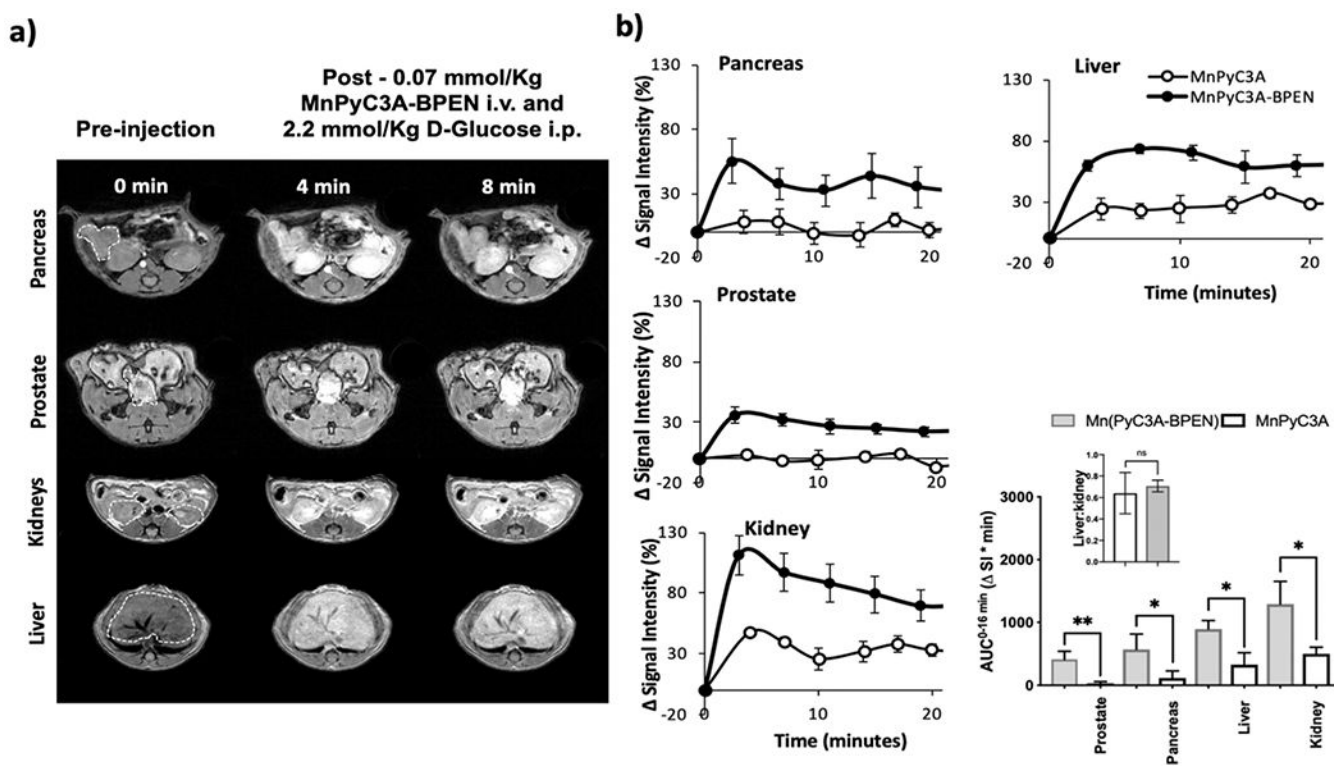 a)
Pre-injection
Post - 0.07 mmol/Kg
MnPyC3A-BPEN i.v. and
2.2 mmol/Kg D-Glucose i.p.
0 min
4 min
8 min
Pancreas
Prostate
Kidneys
Liver
b)
Pancreas
Δ Signal Intensity (%)
130
80
30
-20
0
10
20
Liver
MnPyC3A
MnPyC3A-BPEN
130
80
30
-20
0
10
20
Time (minutes)
Prostate
Δ Signal Intensity (%)
130
80
30
-20
0
10
20
Kidney
Δ Signal Intensity (%)
130
80
30
-20
0
10
20
Time (minutes)
Mn(PyC3A-BPEN)
MnPyC3A
Liver:kidney
1.0
0.8
0.6
0.4
0.2
0.0
ns
AUC0-16 min (Δ SI * min)
3000
2000
1000
0
**
*
*
*
Prostate
Pancreas
Liver
Kidney